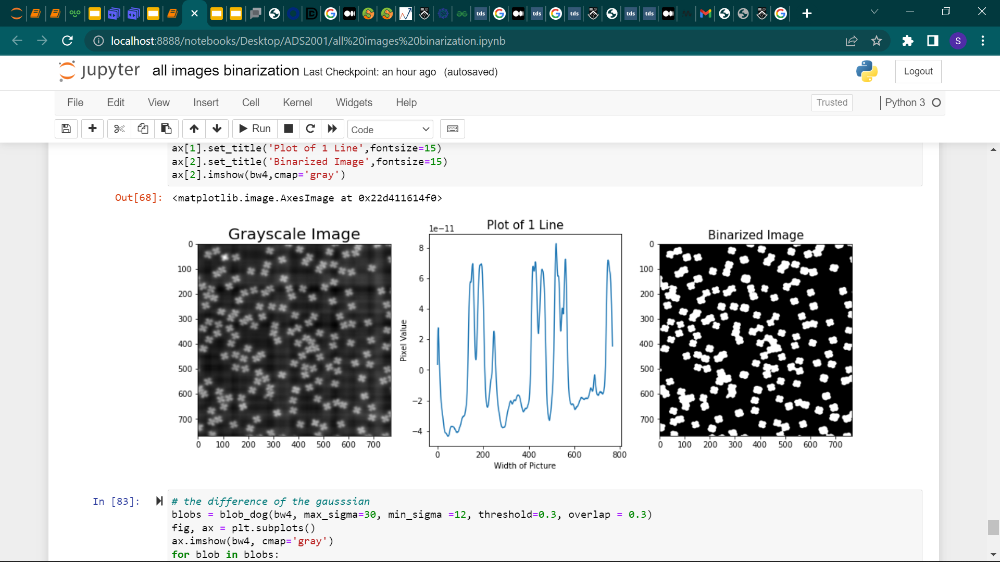 tds tds tds tds tds
localhost:8888/notebooks/Desktop/ADS2001/all%20images%20binarization.ipynb
S
jupyter all images binarization Last Checkpoint: an hour ago (autosaved)
Logout
File Edit View Insert Cell Kernel Widgets Help
Trusted
Python 3
Run
Code
ax[1].set_title('Plot of 1 Line',fontsize=15)
ax[2].set_title('Binarized Image',fontsize=15)
ax[2].imshow(bw4,cmap='gray')
Out[68]: <matplotlib.image.AxesImage at 0x22d411614f0>
Grayscale Image
0
100
200
300
400
500
600
700
0 100 200 300 400 500 600 700
Plot of 1 Line
1e−11
8
6
4
2
0
−2
−4
Pixel Value
0 200 400 600 800
Width of Picture
Binarized Image
0
100
200
300
400
500
600
700
0 100 200 300 400 500 600 700
In [83]:
# the difference of the gausssian
blobs = blob_dog(bw4, max_sigma=30, min_sigma =12, threshold=0.3, overlap = 0.3)
fig, ax = plt.subplots()
ax.imshow(bw4, cmap='gray')
for blob in blobs: